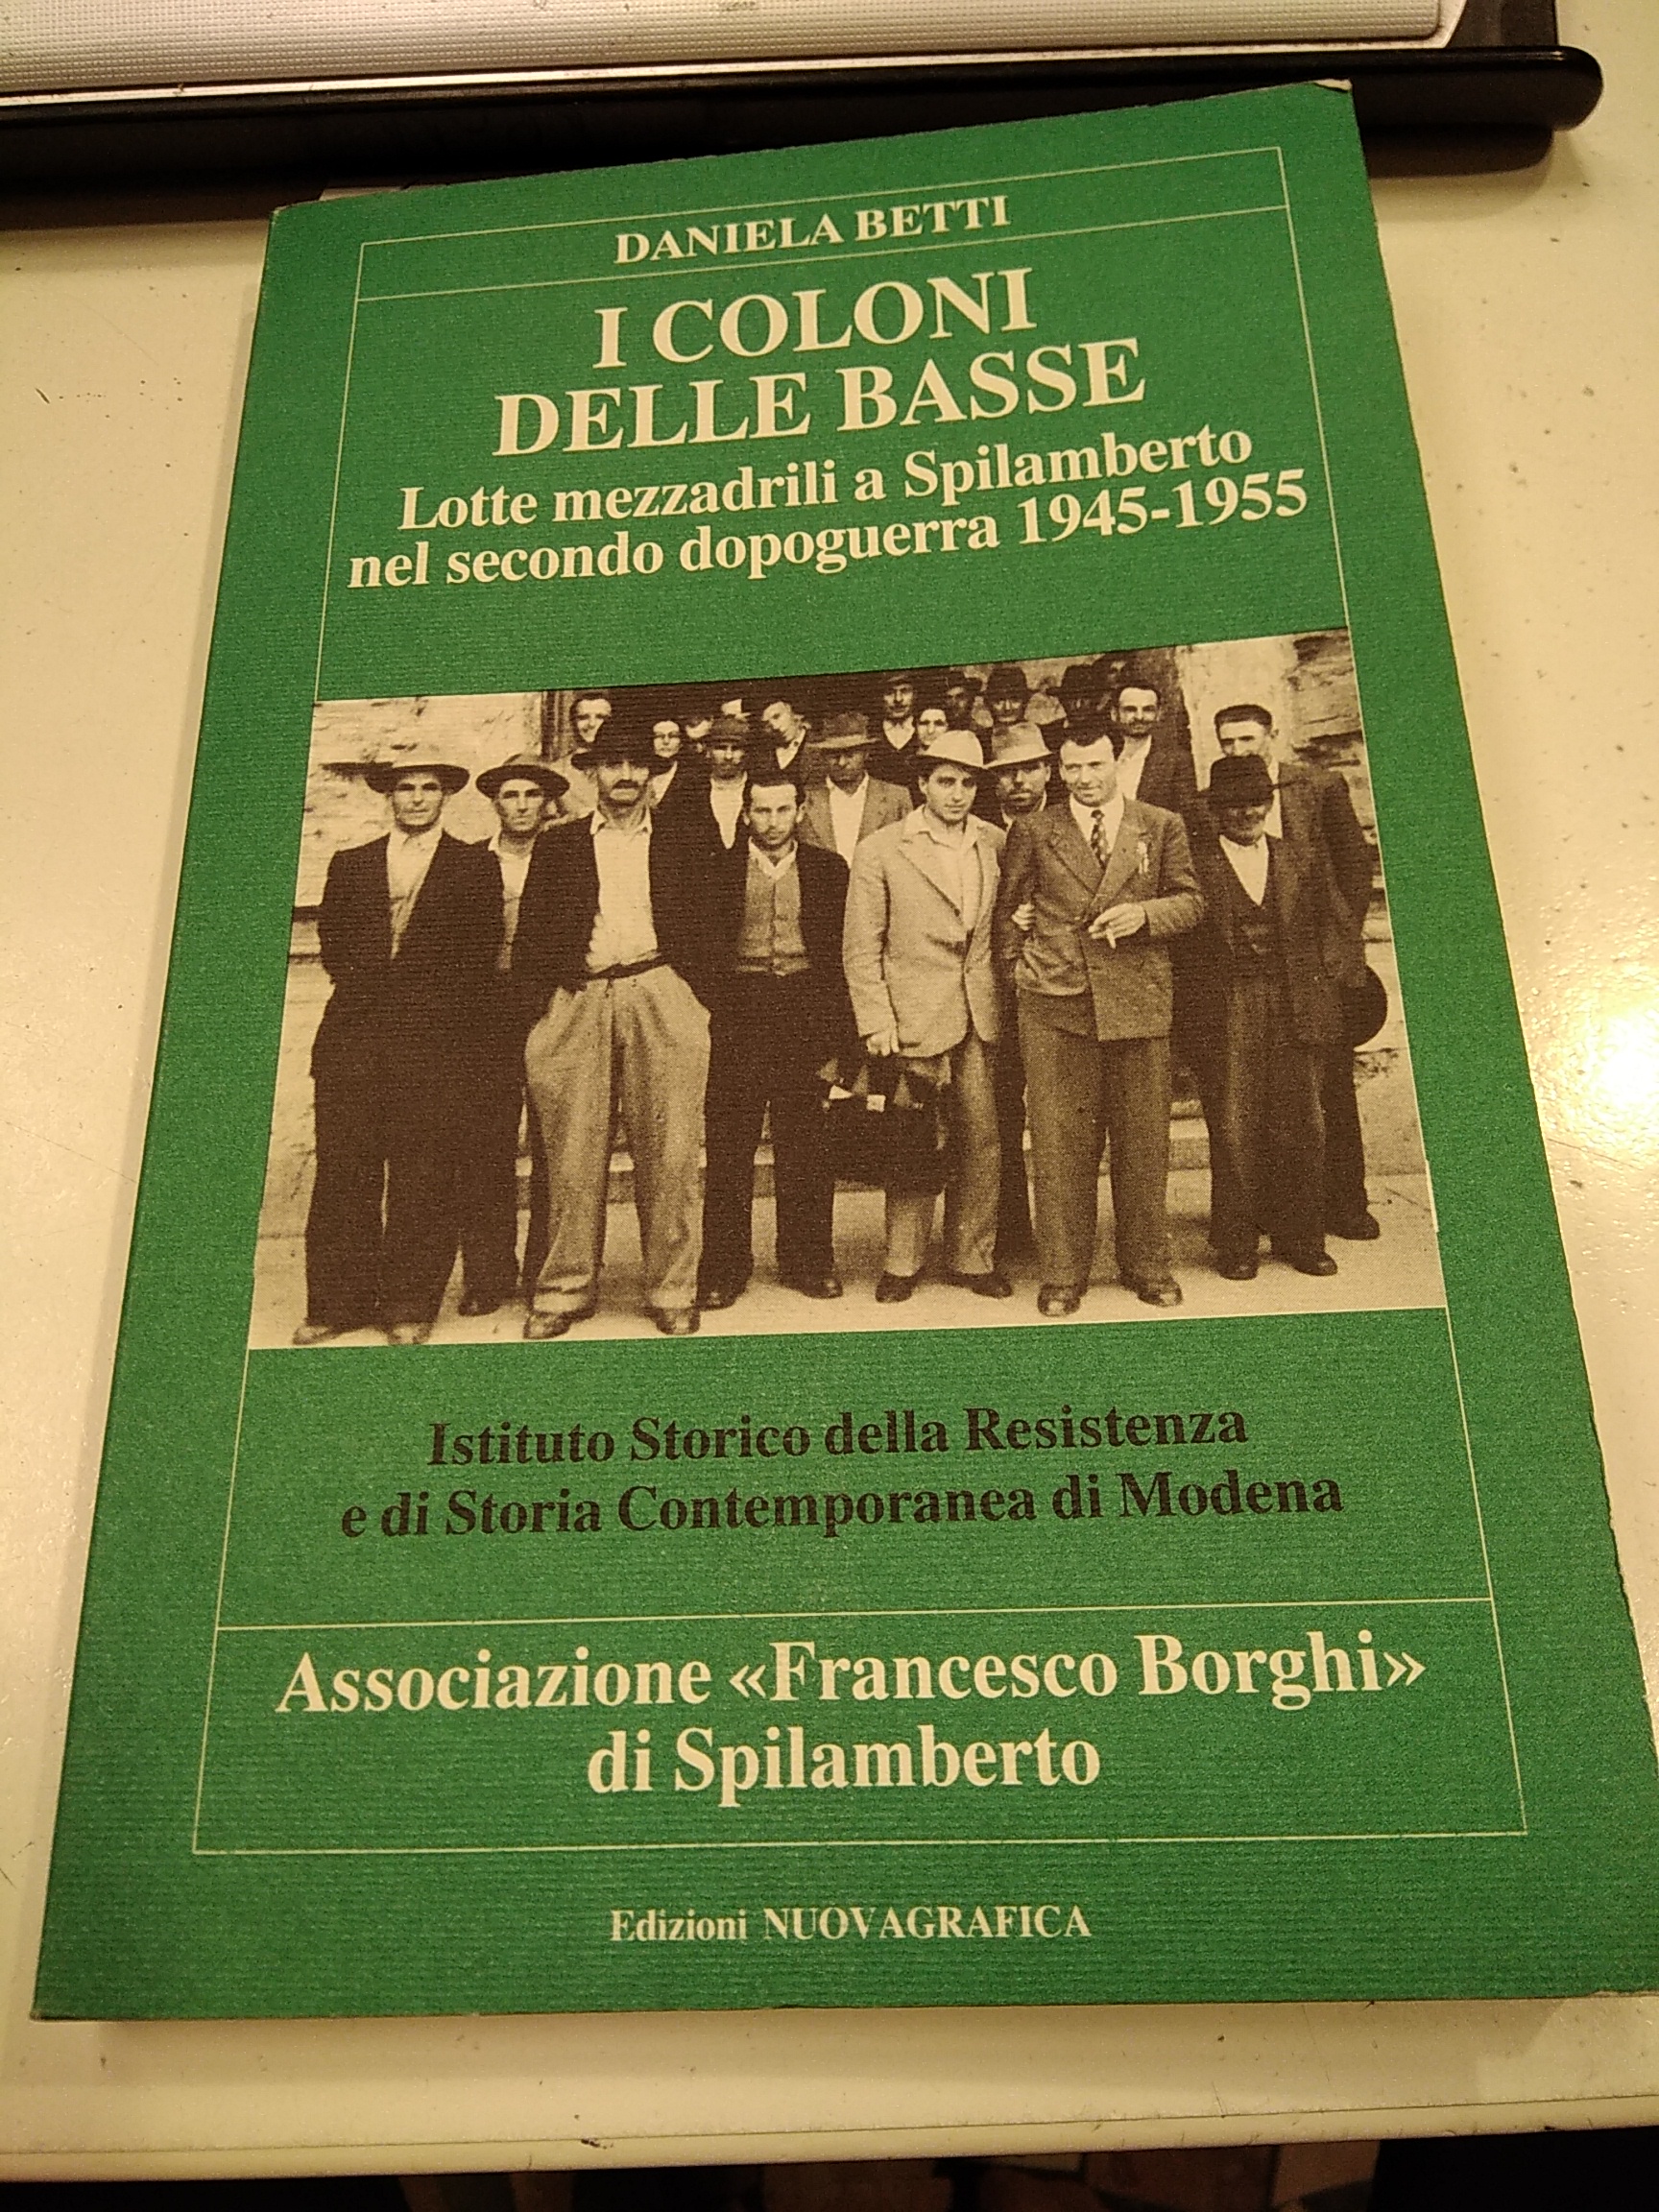 DANIELA BETTI
I COLONI
DELLE BASSE
Lotte mezzadrili a Spilamberto
nel secondo dopoguerra 1945-1955
Istituto Storico della Resistenza
e di Storia Contemporanea di Modena
Associazione «Francesco Borghi»
di Spilamberto
Edizioni NUOVAGRAFICA